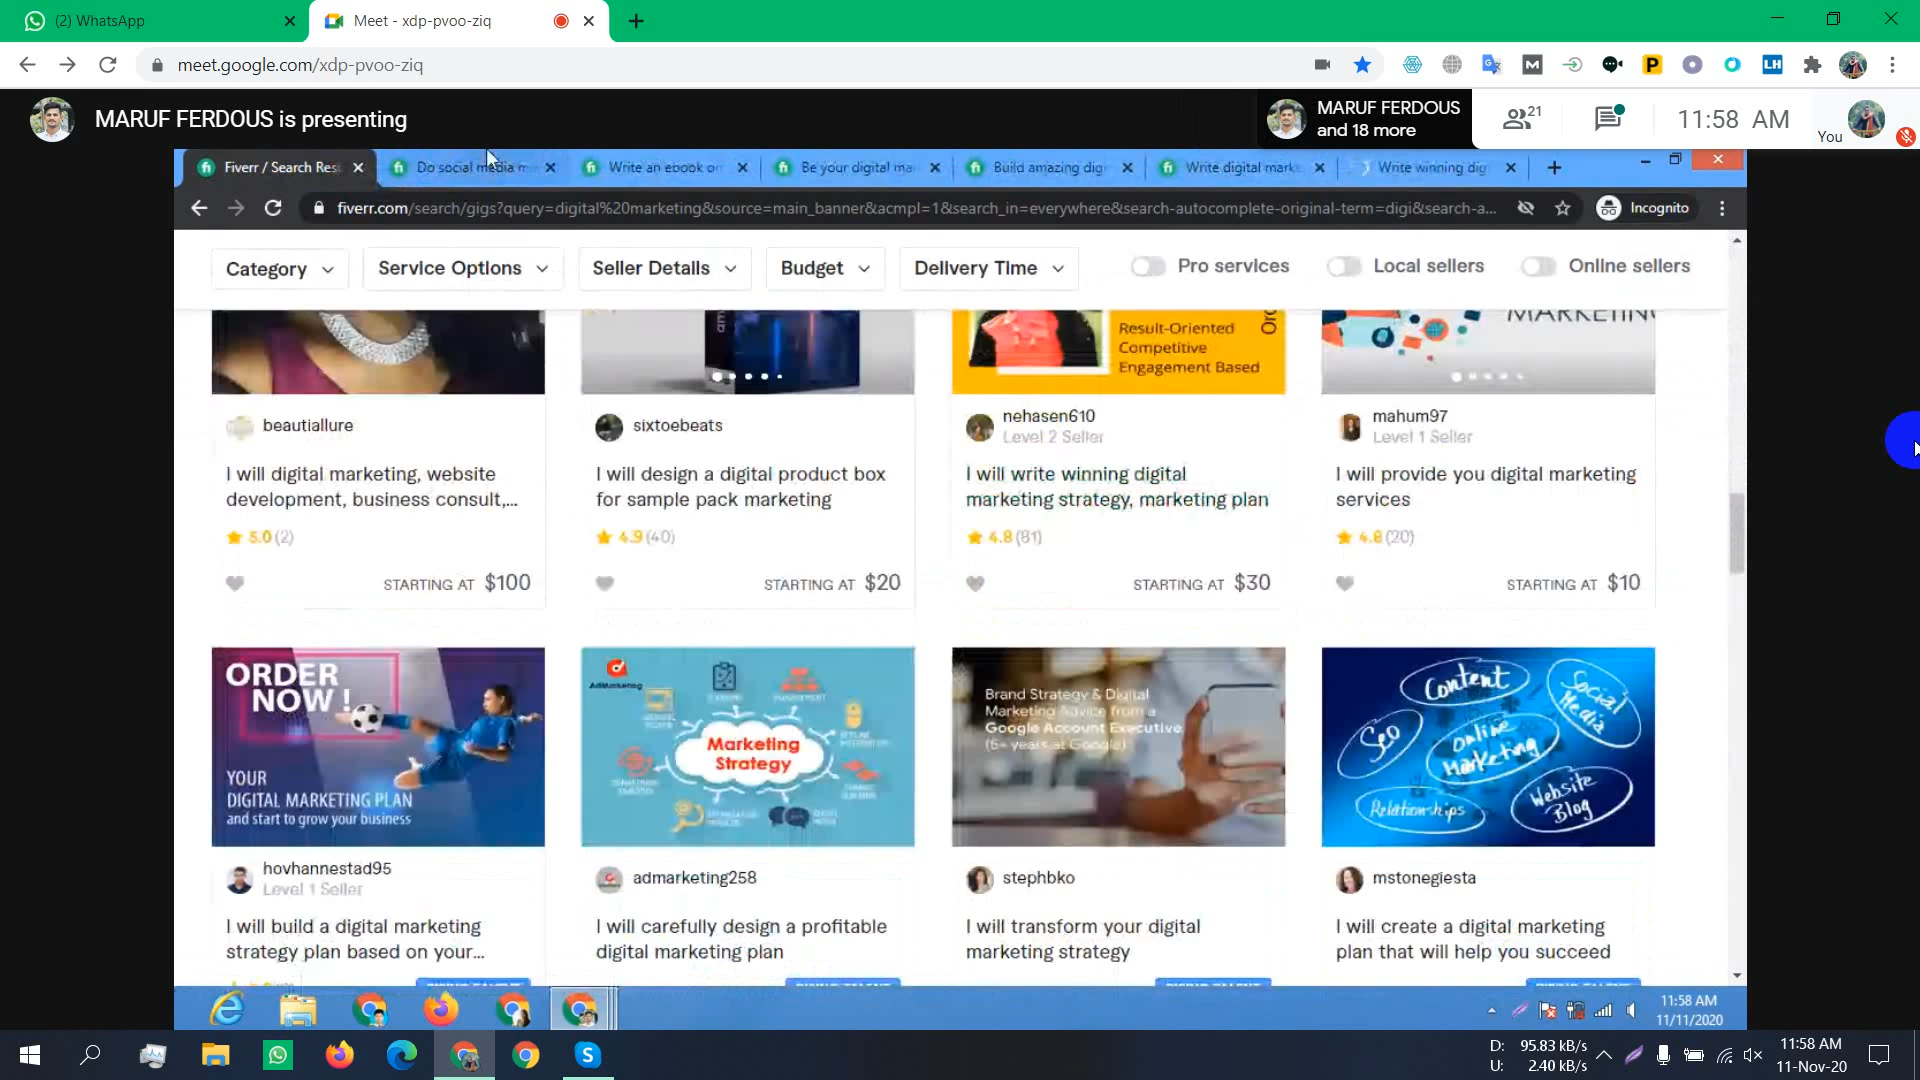 (2) WhatsApp
Meet - xdp-pvoo-ziq
meet.google.com/xdp-pvoo-ziq
MARUF FERDOUS is presenting
MARUF FERDOUS
and 18 more
21
11:58 AM
You
Fiverr / Search Res
Do social media m
Write an ebook or
Be your digital ma
Build amazing dig
Write digital mark
Write winning dig
fiverr.com/search/gigs?query=digital%20marketing&source=main_banner&acmpl=1&search_in=everywhere&search-autocomplete-original-term=digi&search-a...
Incognito
Category
Service Options
Seller Details
Budget
Delivery Time
Pro services
Local sellers
Online sellers
Result-Oriented
Competitive
Engagement Based
MARKETIN
beautiallure
I will digital marketing, website
development, business consult,...
5.0 (2)
STARTING AT $100
sixtoebeats
I will design a digital product box
for sample pack marketing
4.9 (40)
STARTING AT $20
nehasen610
Level 2 Seller
I will write winning digital
marketing strategy, marketing plan
4.8 (81)
STARTING AT $30
mahum97
Level 1 Seller
I will provide you digital marketing
services
4.8 (20)
STARTING AT $10
ORDER
NOW !
YOUR
DIGITAL MARKETING PLAN
and start to grow your business
AdMarketing
Marketing
Strategy
Brand Strategy & Digital
Marketing Advice from a
Google Account Executive
(6+ years at Google)
Content
Social
Media
Seo
Online
Marketing
Relationships
Website
Blog
hovhannestad95
Level 1 Seller
I will build a digital marketing
strategy plan based on your...
admarketing258
I will carefully design a profitable
digital marketing plan
stephbko
I will transform your digital
marketing strategy
mstonegiesta
I will create a digital marketing
plan that will help you succeed
11:58 AM
11/11/2020
D: 95.83 kB/s
U: 2.40 kB/s
11:58 AM
11-Nov-20